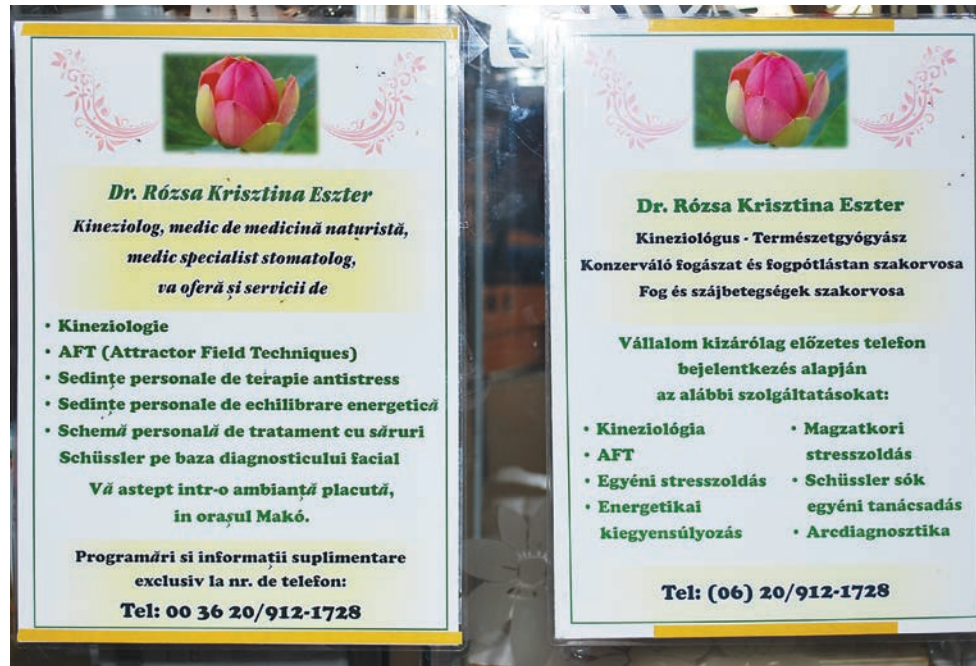 Dr. Rózsa Krisztina Eszter
Kineziolog, medic de medicină naturistă,
medic specialist stomatolog,
va oferă și servicii de
• Kineziologie
• AFT (Attractor Field Techniques)
• Sedințe personale de terapie antistress
• Sedințe personale de echilibrare energetică
• Schemă personală de tratament cu săruri
Schüssler pe baza diagnosticului facial
Vă astept intr-o ambianță placută,
in orașul Makó.
Programări si informații suplimentare
exclusiv la nr. de telefon:
Tel: 00 36 20/912-1728
Dr. Rózsa Krisztina Eszter
Kineziológus - Természetgyógyász
Konzerváló fogászat és fogpótlástan szakorvosa
Fog és szájbetegségek szakorvosa
Vállalom kizárólag előzetes telefon
bejelentkezés alapján
az alábbi szolgáltatásokat:
• Kineziológia
• AFT
• Egyéni stresszoldás
• Energetikai
kiegyensúlyozás
• Magzatkori
stresszoldás
• Schüssler sók
egyéni tanácsadás
• Arcdiagnosztika
Tel: (06) 20/912-1728